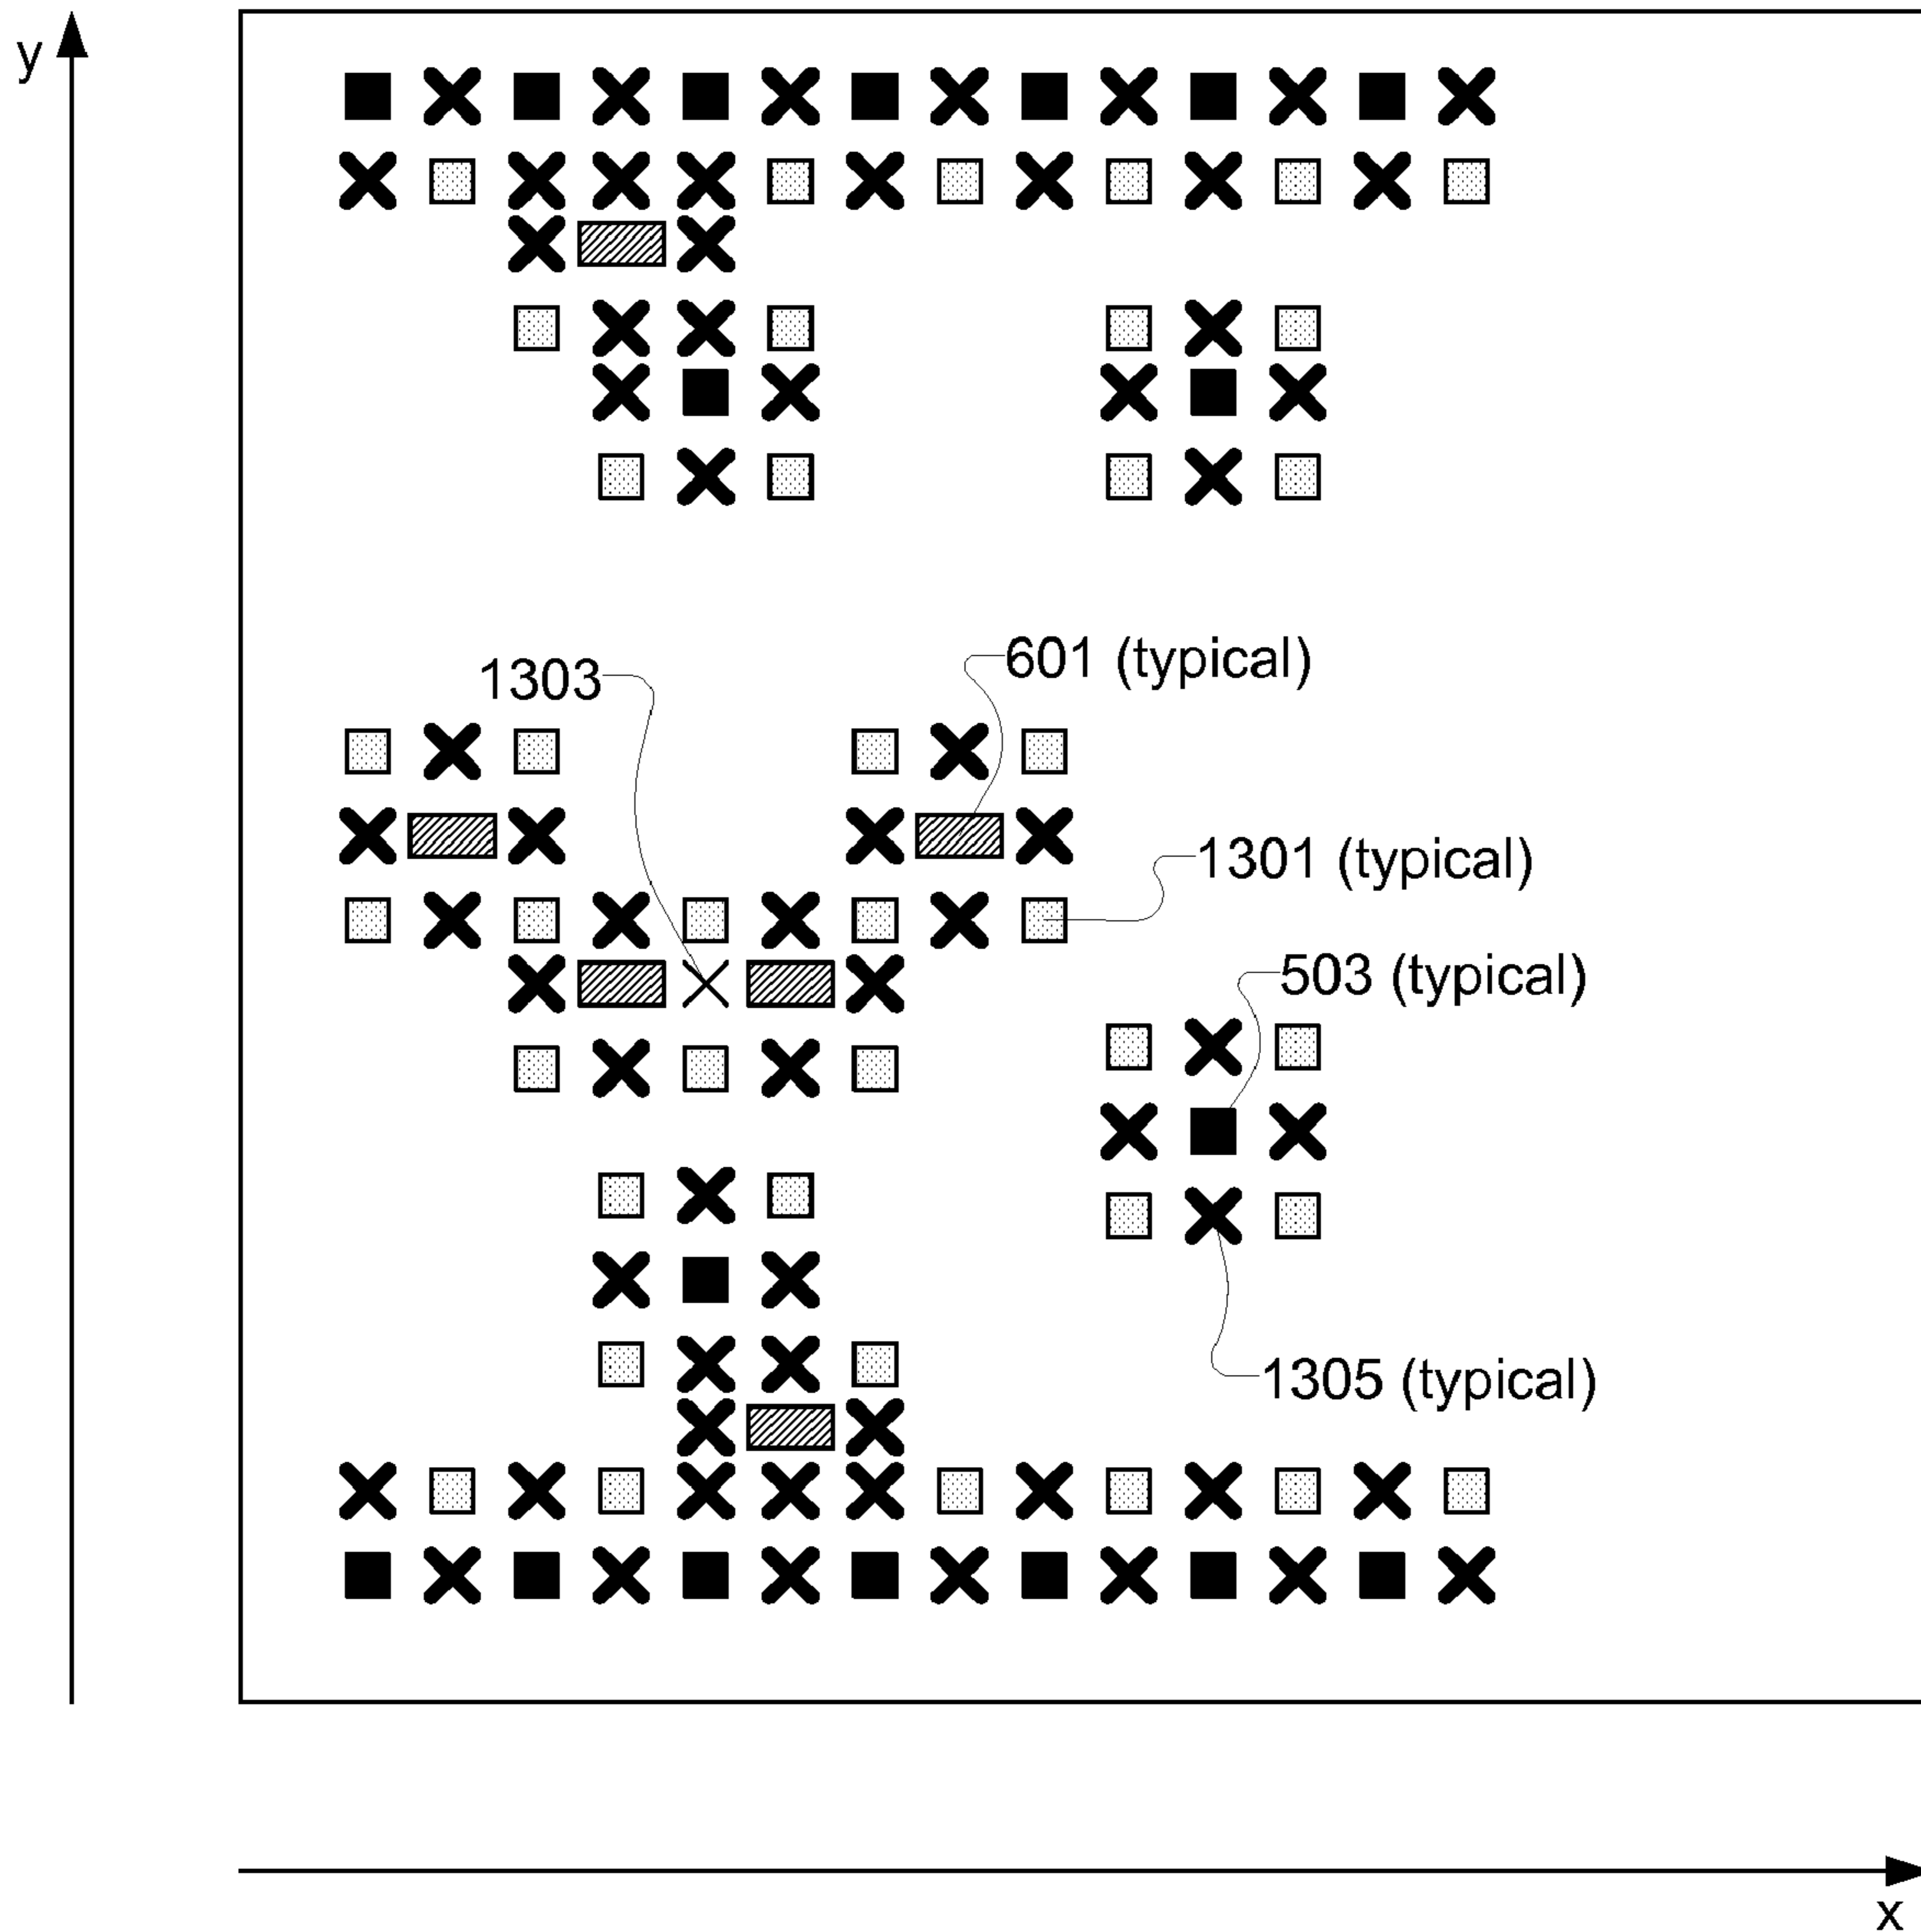 y
601 (typical)
1303
1301 (typical)
503 (typical)
1305 (typical)
x